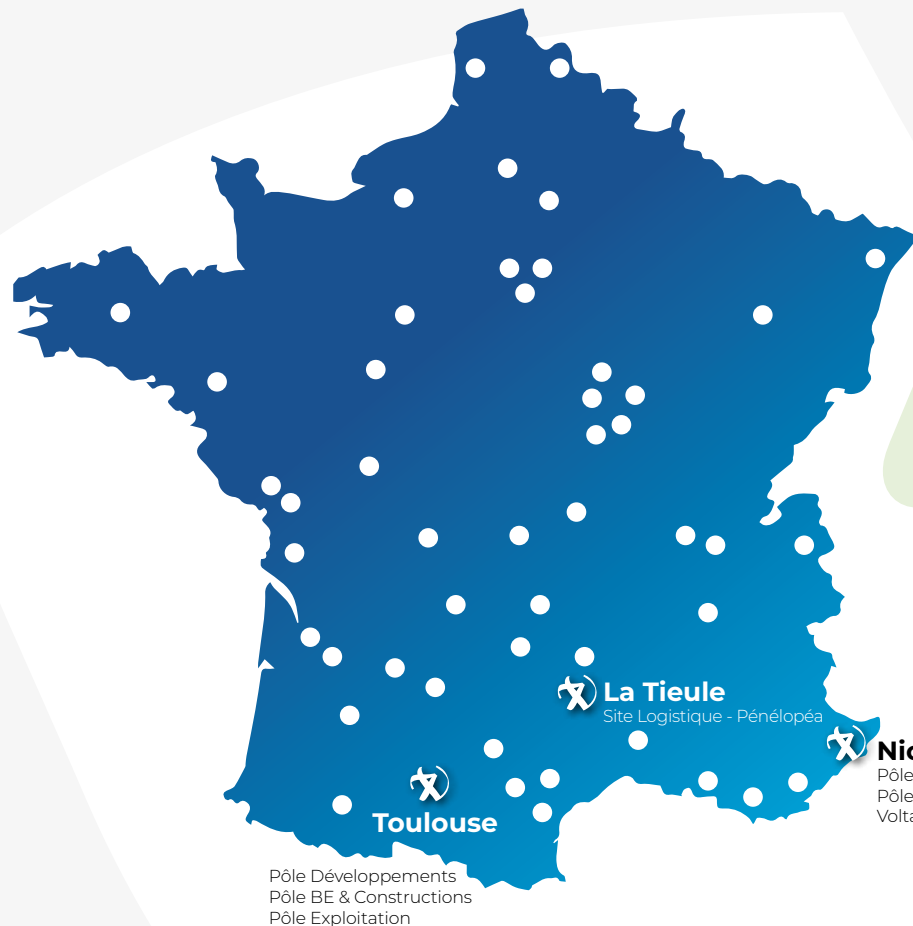 La Tieule
Site Logistique - Pénélopéa
Pôle
Pôle
Toulouse
Pôle Développements
Pôle BE & Constructions
Pôle Exploitation